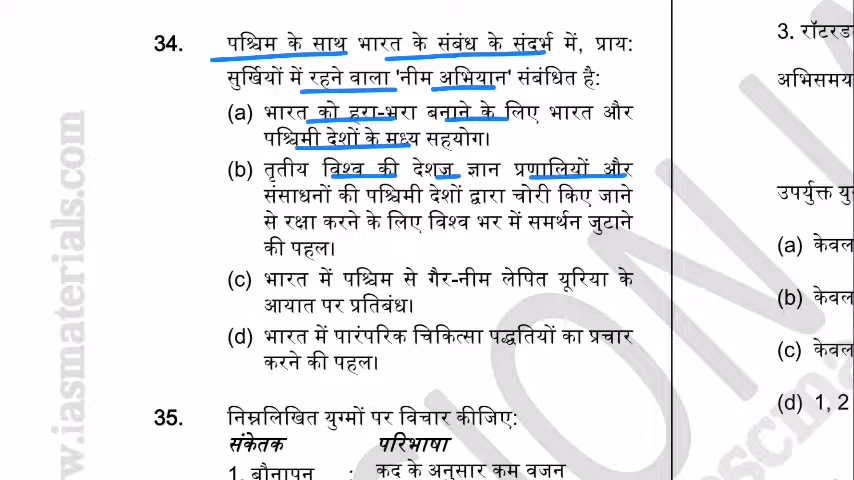 34. पश्चिम के साथ भारत के संबंध के संदर्भ में, प्राय:
सुर्खियों में रहने वाला 'नीम अभियान' संबंधित है:
(a) भारत को हरा-भरा बनाने के लिए भारत और
पश्चिमी देशों के मध्य सहयोग।
(b) तृतीय विश्व की देशज ज्ञान प्रणालियों और
संसाधनों की पश्चिमी देशों द्वारा चोरी किए जाने
से रक्षा करने के लिए विश्व भर में समर्थन जुटाने
की पहल।
(c) भारत में पश्चिम से गैर-नीम लेपित यूरिया के
आयात पर प्रतिबंध।
(d) भारत में पारंपरिक चिकित्सा पद्धतियों का प्रचार
करने की पहल।
35. निम्नलिखित युग्मों पर विचार कीजिए:
संकेतक परिभाषा
1. बौनापन : कद के अनुसार कम वजन
3. रॉटरड
अभिसमय
उपर्युक्त यु
(a) केवल
(b) केवल
(c) केवल
(d) 1, 2
w.iasmaterials.com